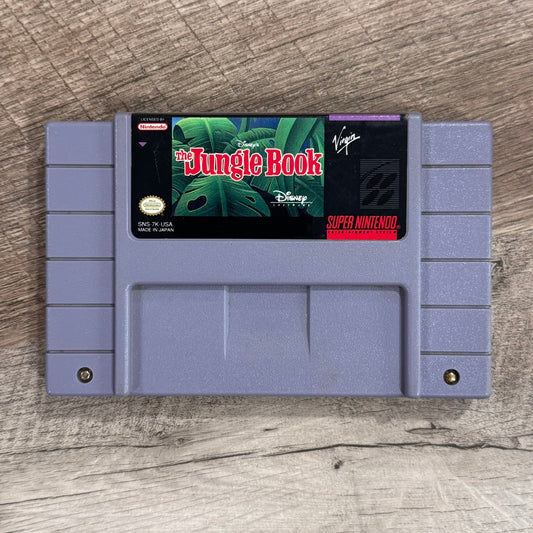 LICENSED BY
Nintendo
Disney's
The Jungle Book
Disney
SOFTWARE
Virgin
SNS-7K-USA
MADE IN JAPAN
SUPER NINTENDO
ENTERTAINMENT SYSTEM